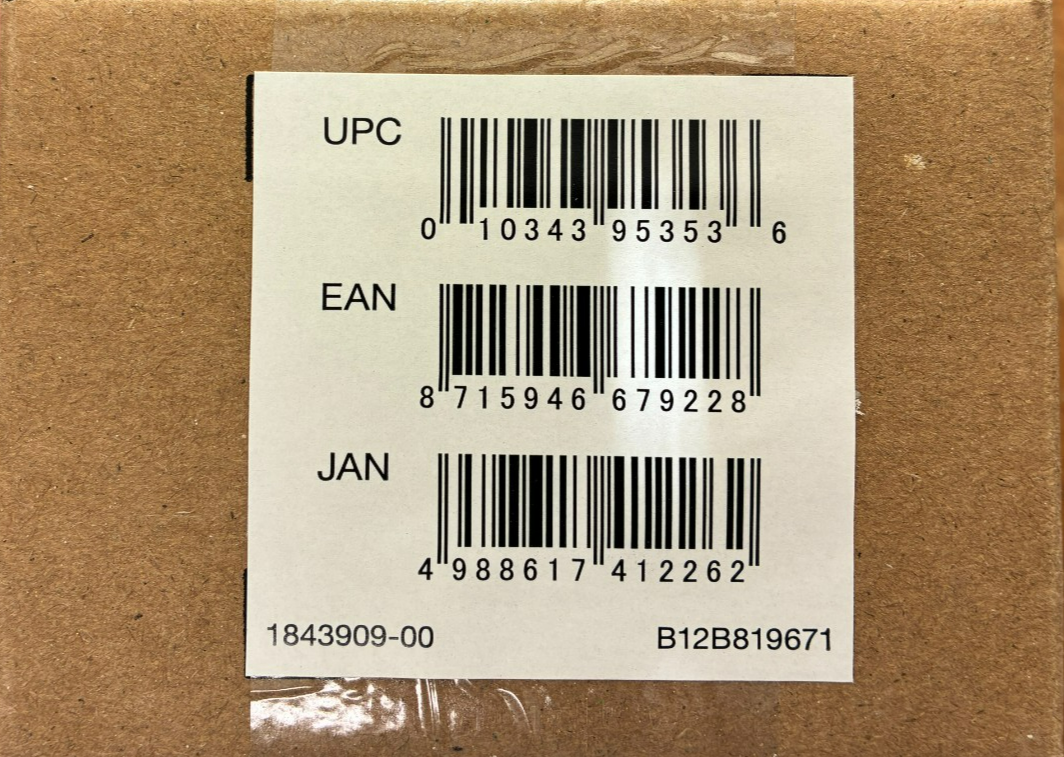 UPC
0 10343 95353 6
EAN
8 715946 679228
JAN
4 988617 412262
1843909-00 B12B819671